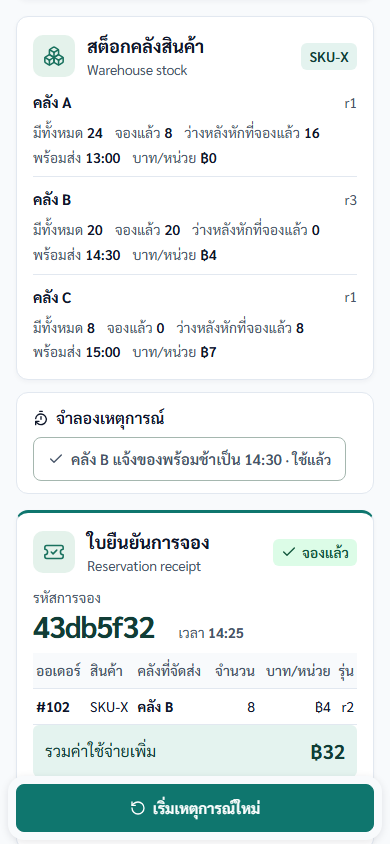 สต็อกคลังสินค้า
Warehouse stock
SKU-X
คลัง A r1
มีทั้งหมด 24 จองแล้ว 8 ว่างหลังหักที่จองแล้ว 16
พร้อมส่ง 13:00 บาท/หน่วย ฿0
คลัง B r3
มีทั้งหมด 20 จองแล้ว 20 ว่างหลังหักที่จองแล้ว 0
พร้อมส่ง 14:30 บาท/หน่วย ฿4
คลัง C r1
มีทั้งหมด 8 จองแล้ว 0 ว่างหลังหักที่จองแล้ว 8
พร้อมส่ง 15:00 บาท/หน่วย ฿7
จำลองเหตุการณ์
คลัง B แจ้งของพร้อมช้าเป็น 14:30 · ใช้แล้ว
ใบยืนยันการจอง
Reservation receipt
จองแล้ว
รหัสการจอง
43db5f32 เวลา 14:25
ออเดอร์ สินค้า คลังที่จัดส่ง จำนวน บาท/หน่วย รุ่น
#102 SKU-X คลัง B 8 ฿4 r2
รวมค่าใช้จ่ายเพิ่ม ฿32
เริ่มเหตุการณ์ใหม่